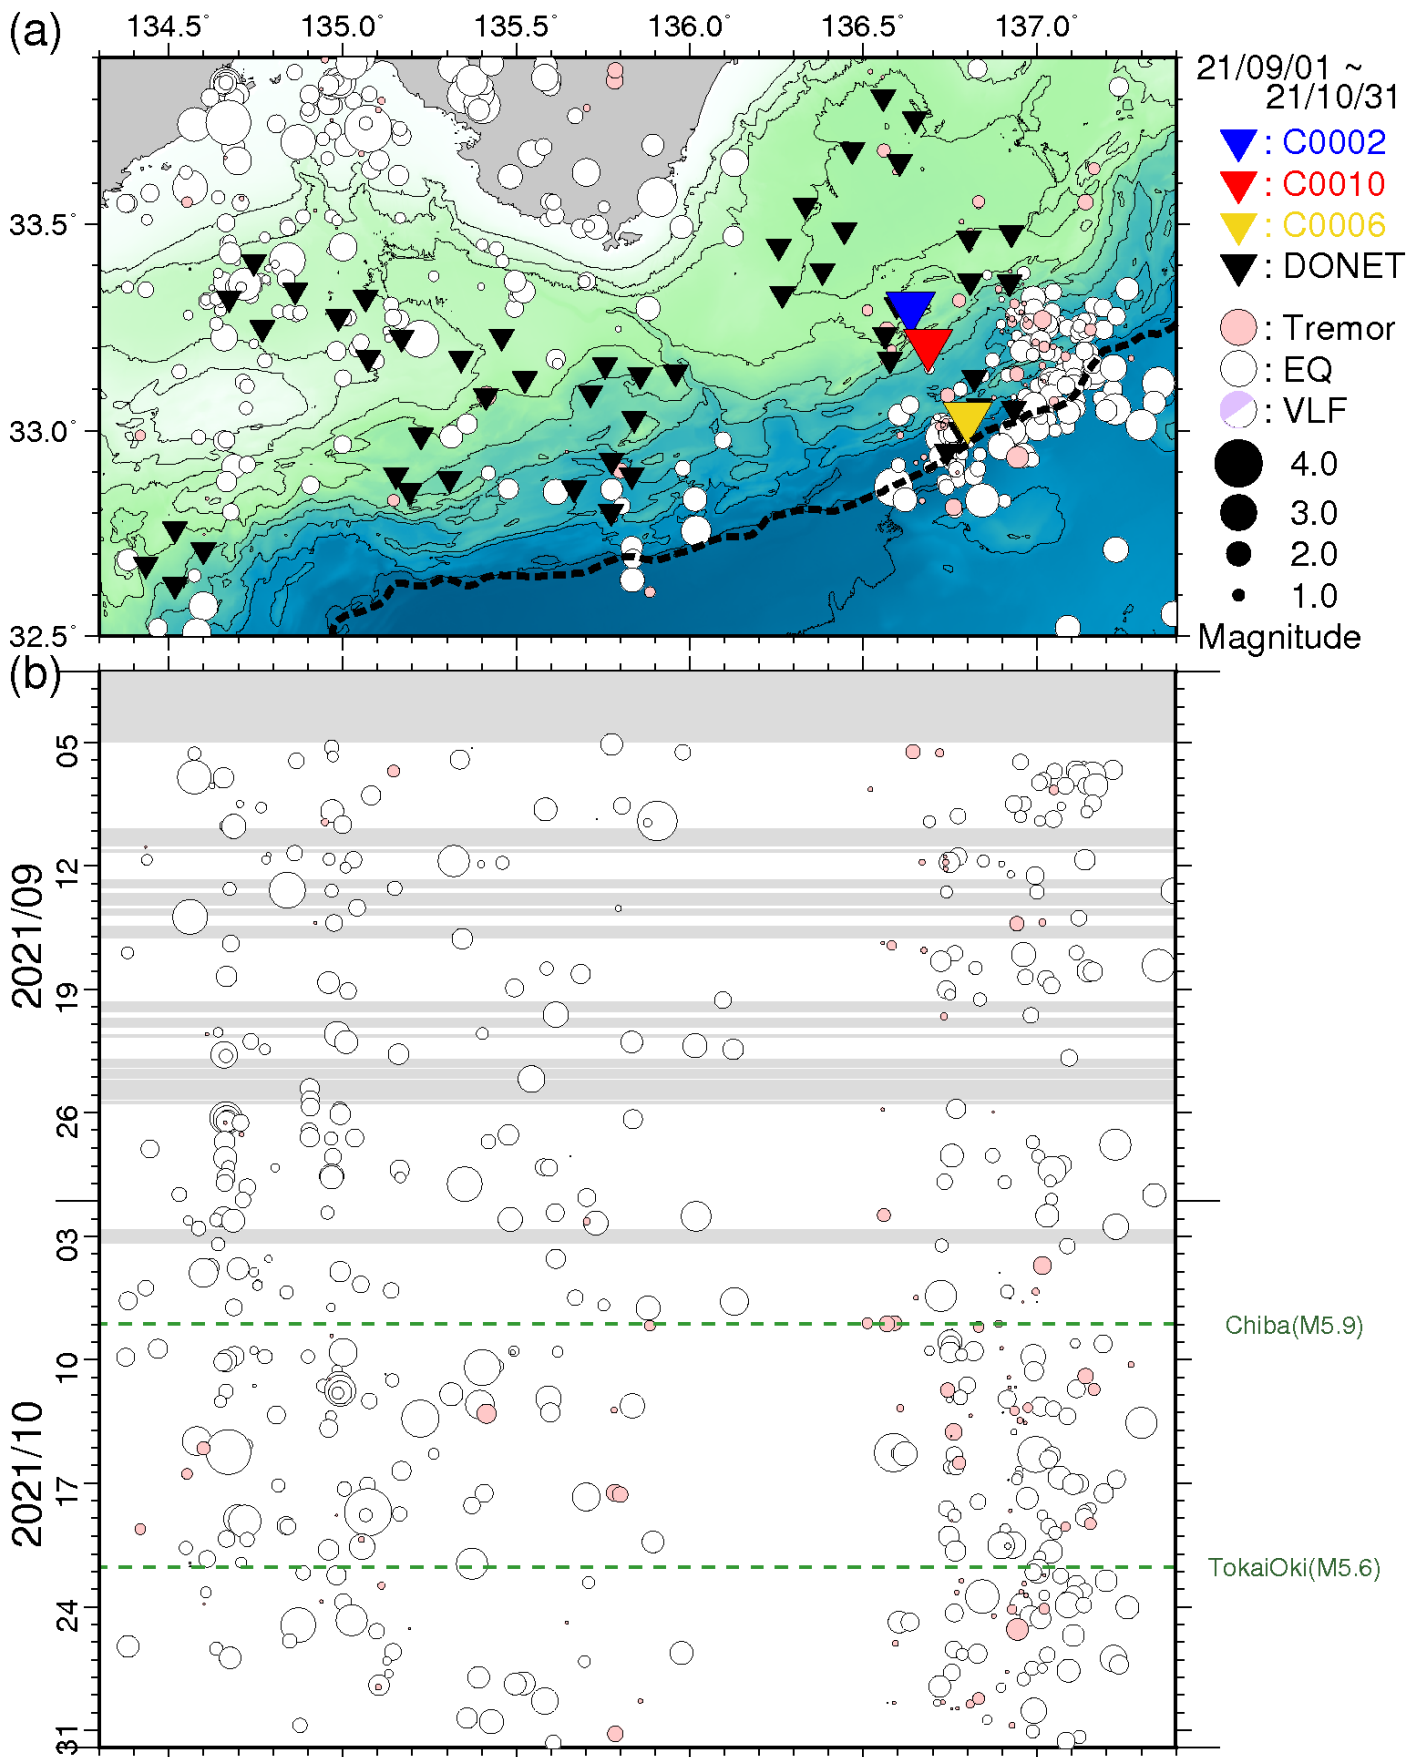 (a)
134.5° 135.0° 135.5° 136.0° 136.5° 137.0°
33.5°
33.0°
32.5°
21/09/01 ~
21/10/31
: C0002
: C0010
: C0006
: DONET
: Tremor
: EQ
: VLF
4.0
3.0
2.0
1.0
Magnitude
(b)
2021/09
05
12
19
26
2021/10
03
10
17
24
31
Chiba(M5.9)
TokaiOki(M5.6)